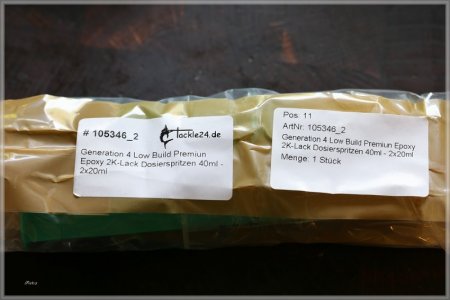 # 105346_2
tackle24.de
Generation 4 Low Build Premiun
Epoxy 2K-Lack Dosierspritzen 40ml -
2x20ml
Pos: 11
ArtNr: 105346_2
Generation 4 Low Build Premiun Epoxy
2K-Lack Dosierspritzen 40ml - 2x20ml
Menge: 1 Stück